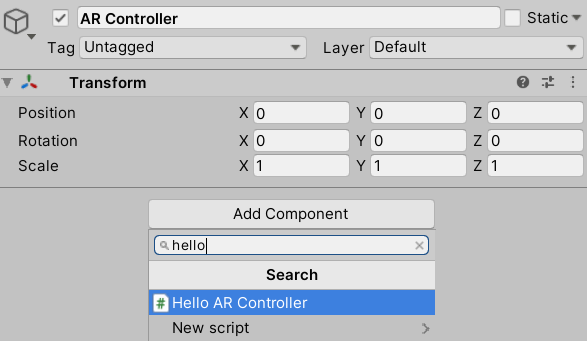 AR Controller Static
Tag Untagged Layer Default
Transform
Position X 0 Y 0 Z 0
Rotation X 0 Y 0 Z 0
Scale X 1 Y 1 Z 1
Add Component
hello
Search
# Hello AR Controller
New script